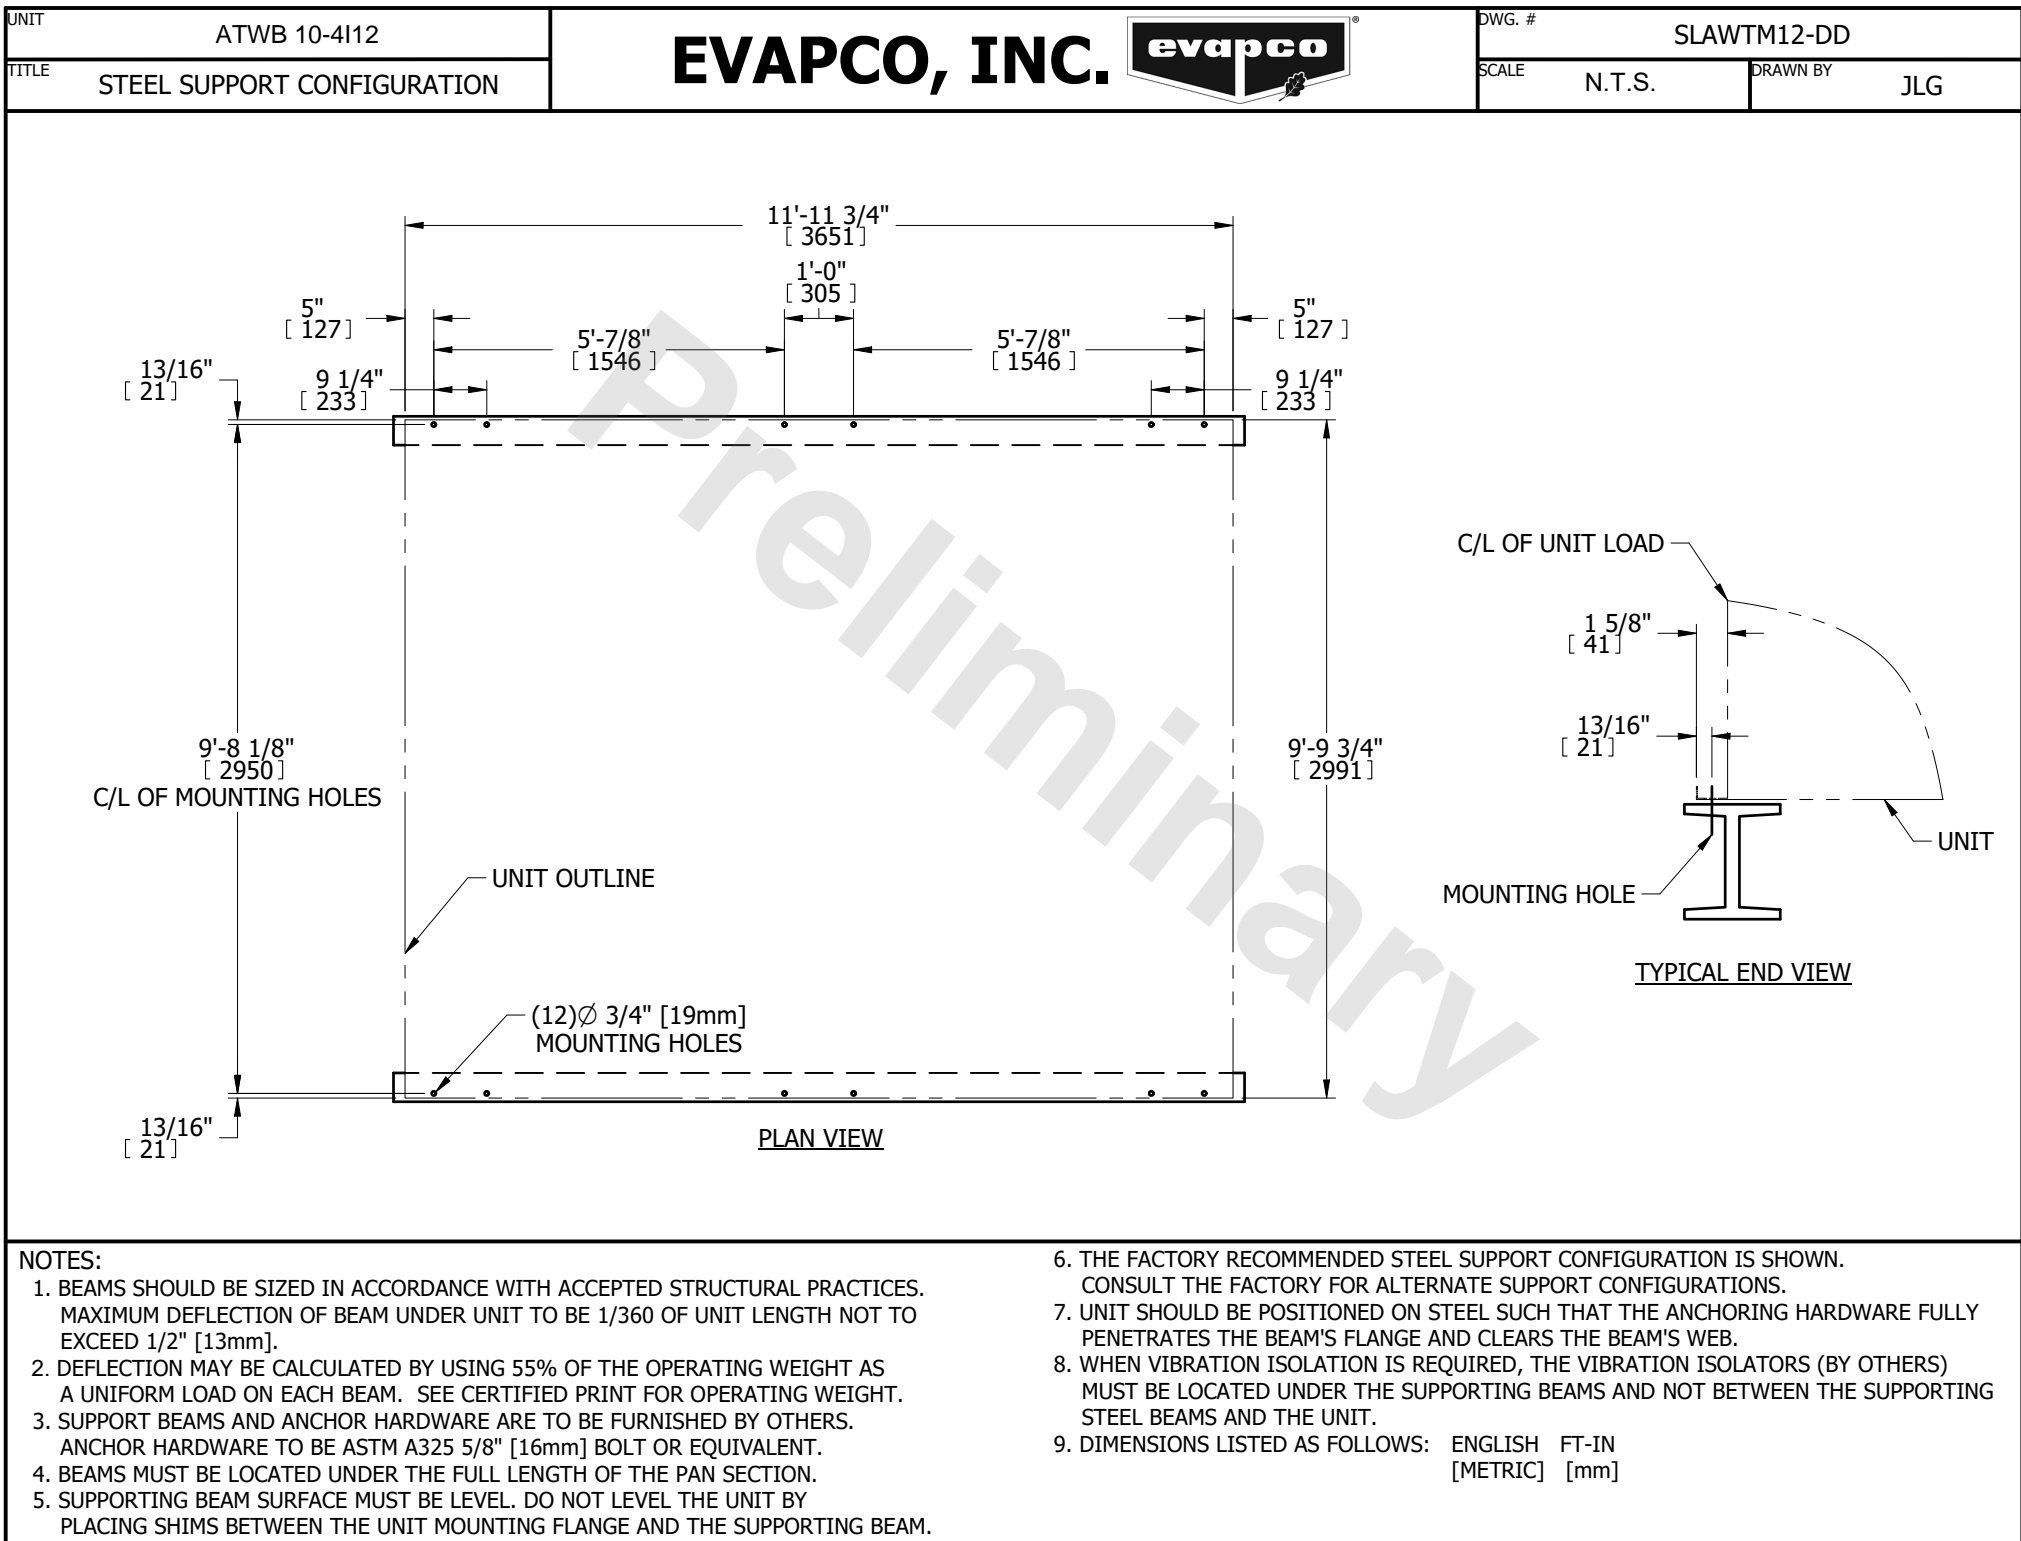 UNIT
ATWB 10-4I12
TITLE
STEEL SUPPORT CONFIGURATION
EVAPCO, INC.
evapco
®
DWG. #
SLAWTM12-DD
SCALE
N.T.S.
DRAWN BY
JLG
11'-11 3/4"
[ 3651]
1'-0"
[ 305 ]
5"
[ 127]
5"
[ 127 ]
5'-7/8"
[ 1546 ]
5'-7/8"
[ 1546 ]
13/16"
[ 21]
9 1/4"
[ 233]
9 1/4"
[ 233 ]
Preliminary
9'-8 1/8"
[ 2950]
C/L OF MOUNTING HOLES
9'-9 3/4"
[ 2991]
UNIT OUTLINE
(12)∅ 3/4" [19mm]
MOUNTING HOLES
13/16"
[ 21]
PLAN VIEW
C/L OF UNIT LOAD
1 5/8"
[ 41]
13/16"
[ 21]
UNIT
MOUNTING HOLE
TYPICAL END VIEW
NOTES:
1. BEAMS SHOULD BE SIZED IN ACCORDANCE WITH ACCEPTED STRUCTURAL PRACTICES.
MAXIMUM DEFLECTION OF BEAM UNDER UNIT TO BE 1/360 OF UNIT LENGTH NOT TO
EXCEED 1/2" [13mm].
2. DEFLECTION MAY BE CALCULATED BY USING 55% OF THE OPERATING WEIGHT AS
A UNIFORM LOAD ON EACH BEAM. SEE CERTIFIED PRINT FOR OPERATING WEIGHT.
3. SUPPORT BEAMS AND ANCHOR HARDWARE ARE TO BE FURNISHED BY OTHERS.
ANCHOR HARDWARE TO BE ASTM A325 5/8" [16mm] BOLT OR EQUIVALENT.
4. BEAMS MUST BE LOCATED UNDER THE FULL LENGTH OF THE PAN SECTION.
5. SUPPORTING BEAM SURFACE MUST BE LEVEL. DO NOT LEVEL THE UNIT BY
PLACING SHIMS BETWEEN THE UNIT MOUNTING FLANGE AND THE SUPPORTING BEAM.
6. THE FACTORY RECOMMENDED STEEL SUPPORT CONFIGURATION IS SHOWN.
CONSULT THE FACTORY FOR ALTERNATE SUPPORT CONFIGURATIONS.
7. UNIT SHOULD BE POSITIONED ON STEEL SUCH THAT THE ANCHORING HARDWARE FULLY
PENETRATES THE BEAM'S FLANGE AND CLEARS THE BEAM'S WEB.
8. WHEN VIBRATION ISOLATION IS REQUIRED, THE VIBRATION ISOLATORS (BY OTHERS)
MUST BE LOCATED UNDER THE SUPPORTING BEAMS AND NOT BETWEEN THE SUPPORTING
STEEL BEAMS AND THE UNIT.
9. DIMENSIONS LISTED AS FOLLOWS: ENGLISH FT-IN
[METRIC] [mm]